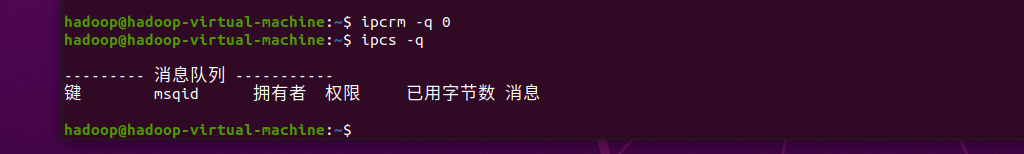 hadoop@hadoop-virtual-machine:~$ ipcrm -q 0
hadoop@hadoop-virtual-machine:~$ ipcs -q
--------- 消息队列 -----------
键 msqid 拥有者 权限 已用字节数 消息
hadoop@hadoop-virtual-machine:~$